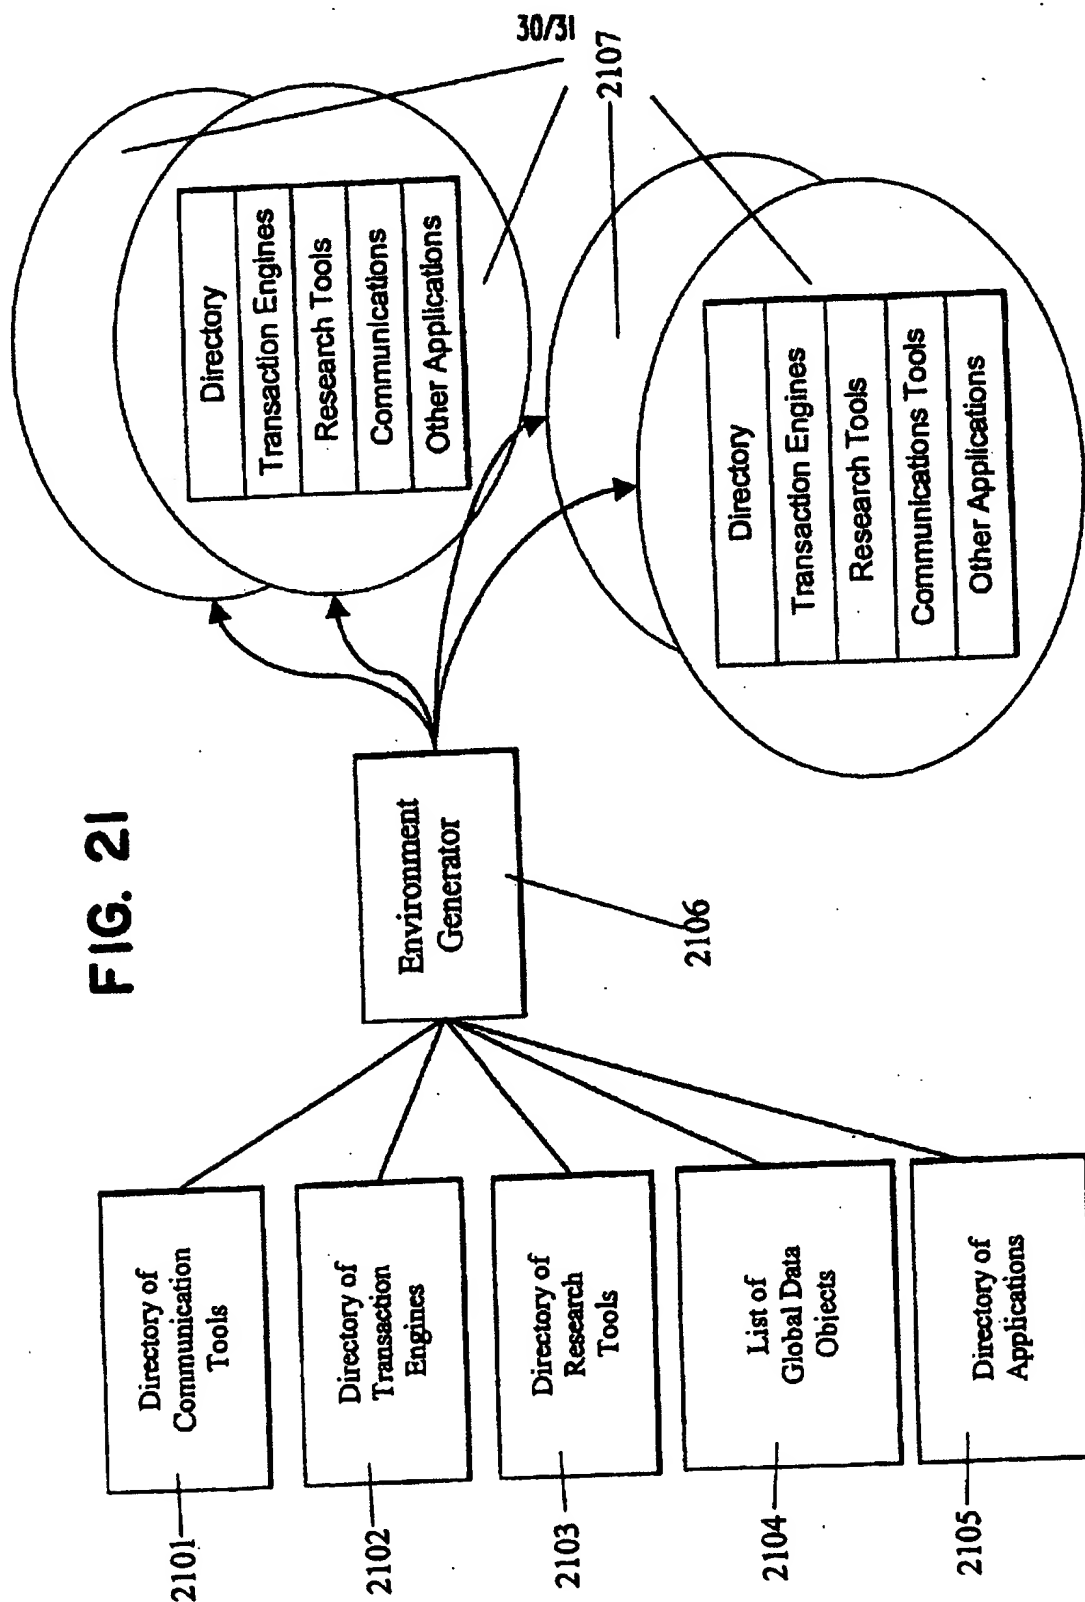 30/31
FIG. 21
Directory of
Communication
Tools
2101
Directory of
Transaction
Engines
2102
Directory of
Research
Tools
2103
List of
Global Data
Objects
2104
Directory of
Applications
2105
Environment
Generator
2106
Directory
Transaction Engines
Research Tools
Communications
Other Applications
2107
Directory
Transaction Engines
Research Tools
Communications Tools
Other Applications